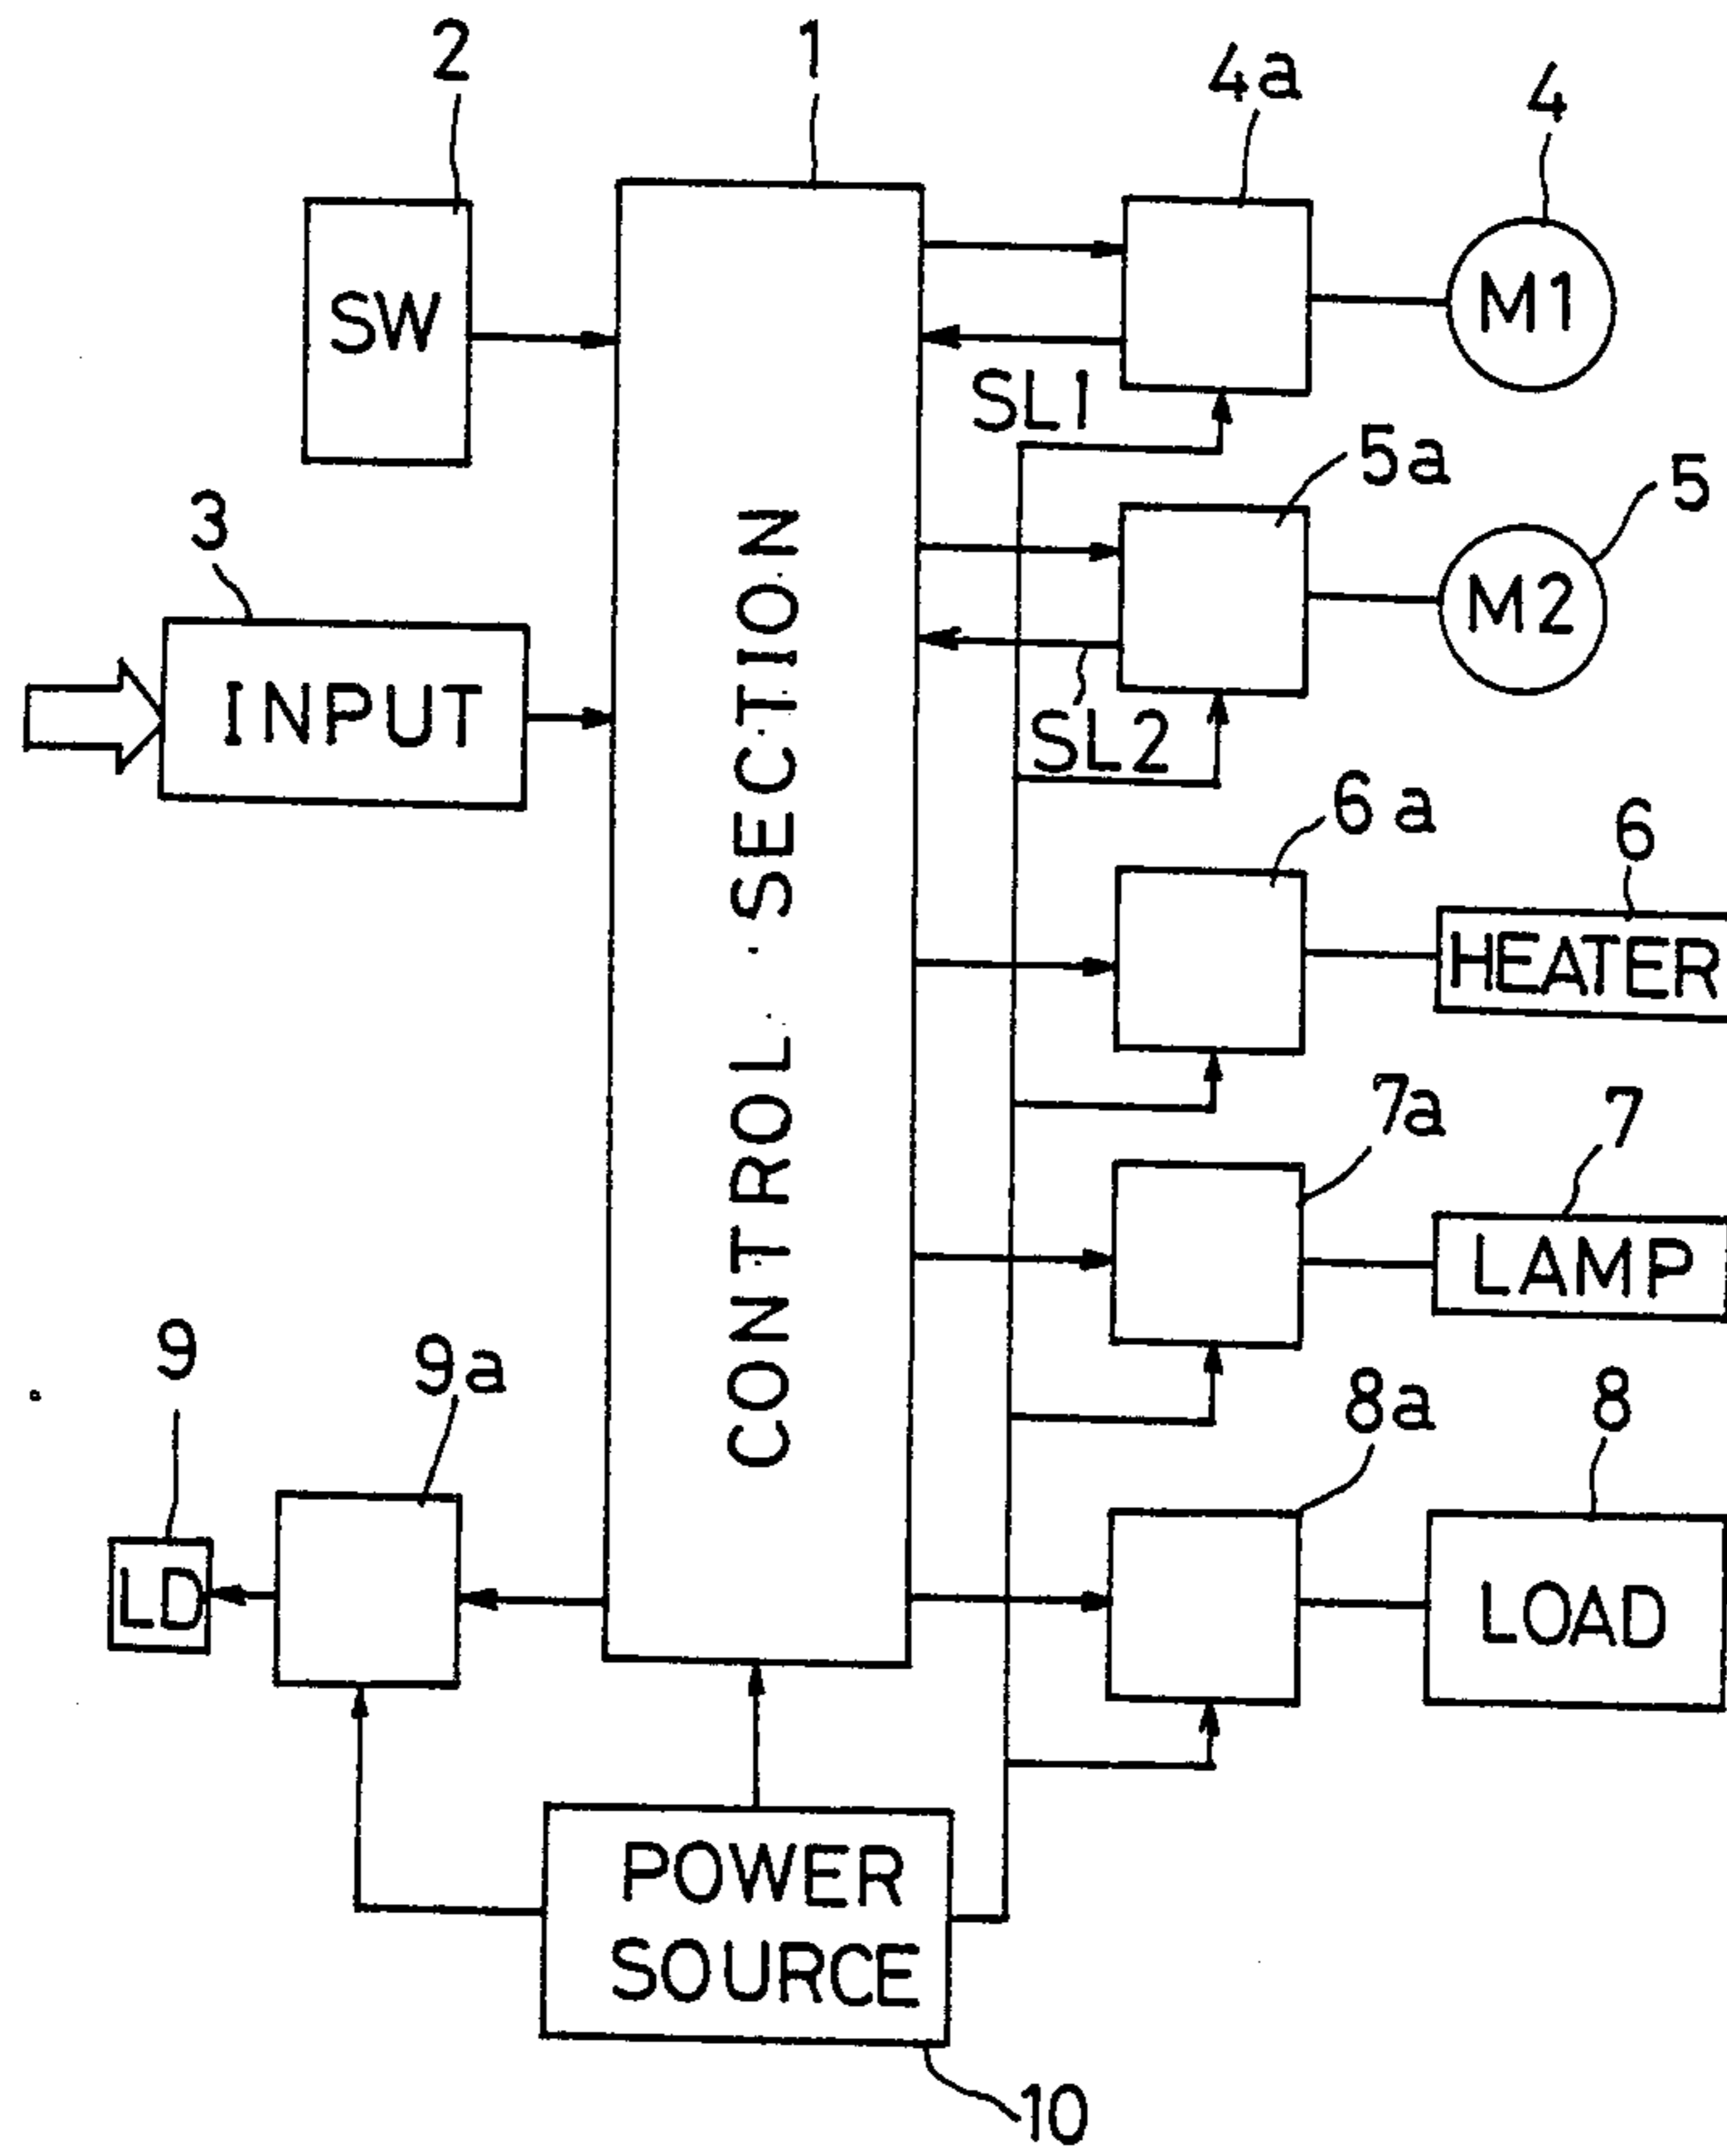 2
1
4a
4
SW
M1
SL1
5a
5
3
INPUT
M2
SL2
CONTROL SECTION
6a
6
HEATER
7a
7
LAMP
9
9a
8a
8
LD
LOAD
POWER
SOURCE
10